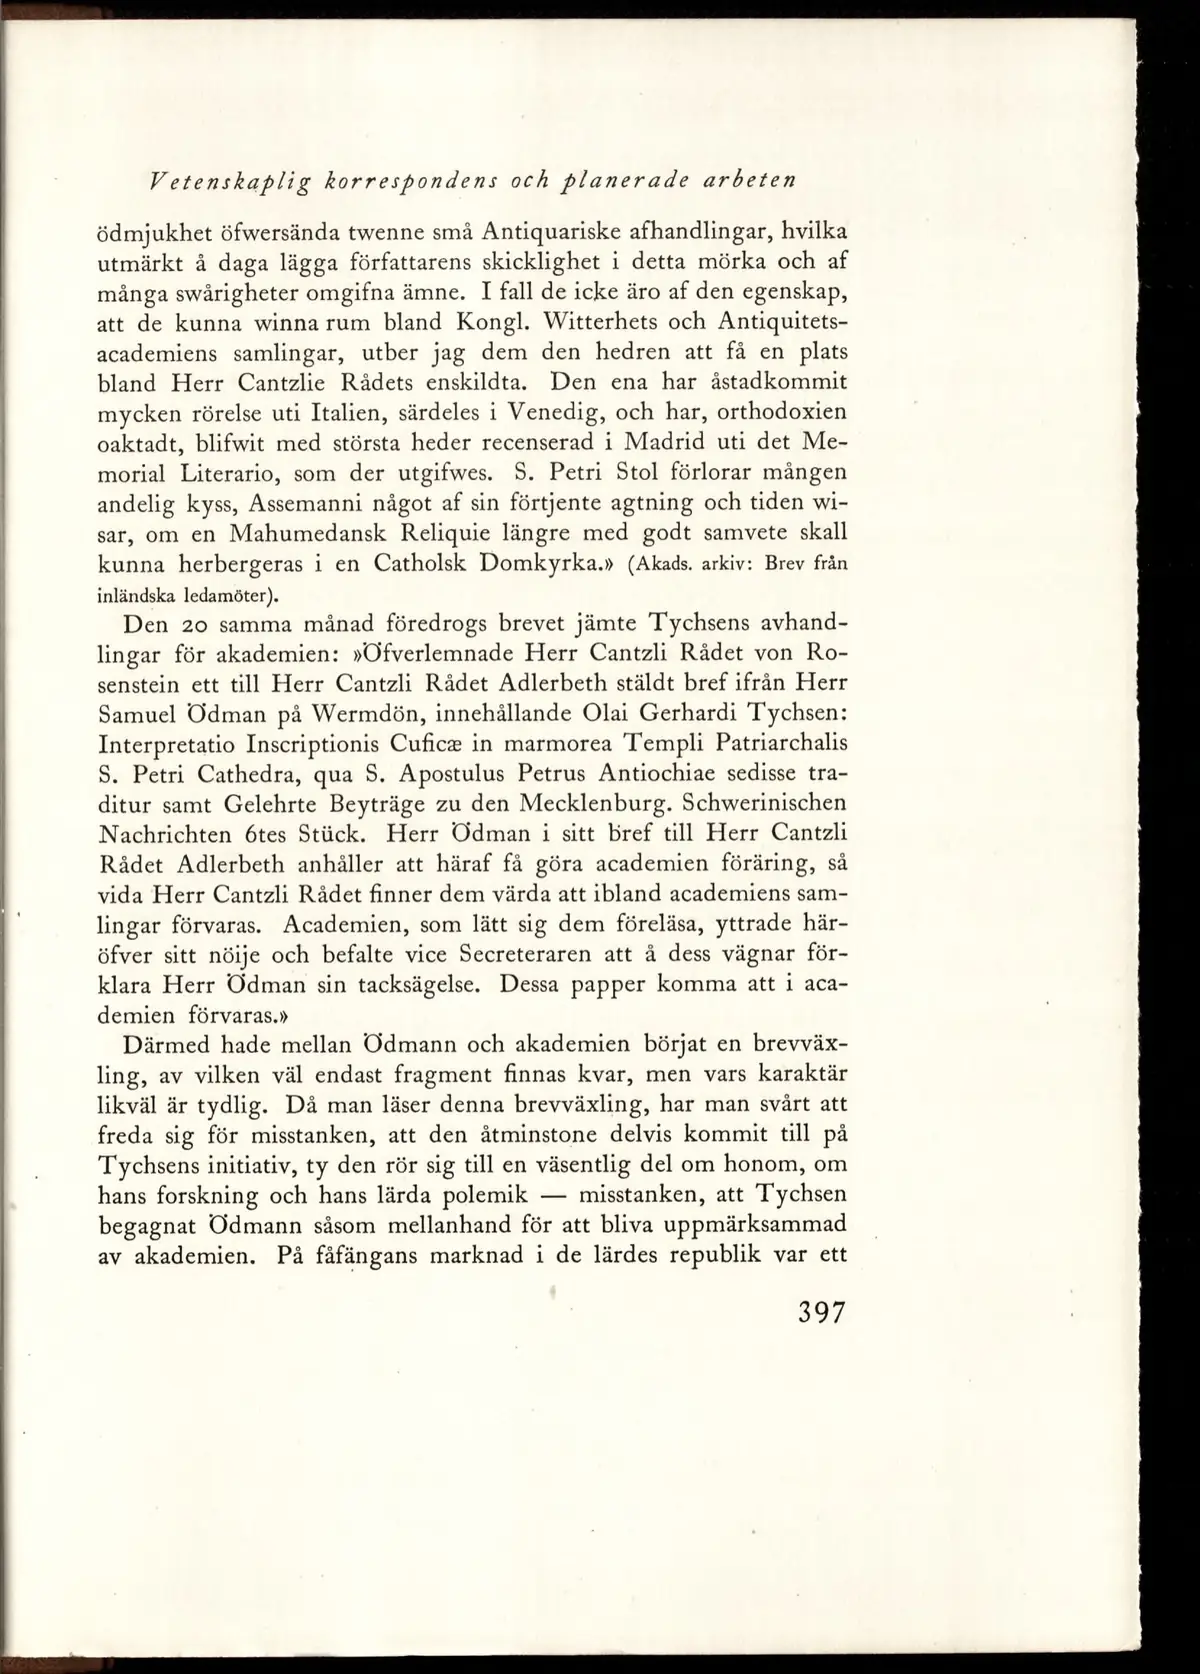 Vetenskaplig korrespondens och planerade arbeten
ödmjukhet öfwersända twenne små Antiquariske afhandlingar, hvilka
utmärkt å daga lägga författarens skicklighet i detta mörka och af
många swårigheter omgifna ämne. I fall de icke äro af den egenskap,
att de kunna winna rum bland Kongl. Witterhets och Antiquitets-
academiens samlingar, utber jag dem den hedren att få en plats
bland Herr Cantzlie Rådets enskildta. Den ena har åstadkommit
mycken rörelse uti Italien, särdeles i Venedig, och har, orthodoxien
oaktadt, blifwit med största heder recenserad i Madrid uti det Me-
morial Literario, som der utgifwes. S. Petri Stol förlorar mången
andelig kyss, Assemanni något af sin förtjente agtning och tiden wi-
sar, om en Mahumedansk Reliquie längre med godt samvete skall
kunna herbergeras i en Catholsk Domkyrka.» (Akads. arkiv: Brev från
inländska ledamöter).
Den 20 samma månad föredrogs brevet jämte Tychsens avhand-
lingar för akademien: »Öfverlemnade Herr Cantzli Rådet von Ro-
senstein ett till Herr Cantzli Rådet Adlerbeth stäldt bref ifrån Herr
Samuel Ödman på Wermdön, innehållande Olai Gerhardi Tychsen:
Interpretatio Inscriptionis Cuficæ in marmorea Templi Patriarchalis
S. Petri Cathedra, qua S. Apostulus Petrus Antiochiae sedisse tra-
ditur samt Gelehrte Beyträge zu den Mecklenburg. Schwerinischen
Nachrichten 6tes Stück. Herr Ödman i sitt bref till Herr Cantzli
Rådet Adlerbeth anhåller att häraf få göra academien föräring, så
vida Herr Cantzli Rådet finner dem värda att ibland academiens sam-
lingar förvaras. Academien, som lätt sig dem föreläsa, yttrade här-
öfver sitt nöije och befalte vice Secreteraren att å dess vägnar för-
klara Herr Ödman sin tacksägelse. Dessa papper komma att i aca-
demien förvaras.»
Därmed hade mellan Ödmann och akademien börjat en brevväx-
ling, av vilken väl endast fragment finnas kvar, men vars karaktär
likväl är tydlig. Då man läser denna brevväxling, har man svårt att
freda sig för misstanken, att den åtminstone delvis kommit till på
Tychsens initiativ, ty den rör sig till en väsentlig del om honom, om
hans forskning och hans lärda polemik — misstanken, att Tychsen
begagnat Ödmann såsom mellanhand för att bliva uppmärksammad
av akademien. På fåfängans marknad i de lärdes republik var ett
397